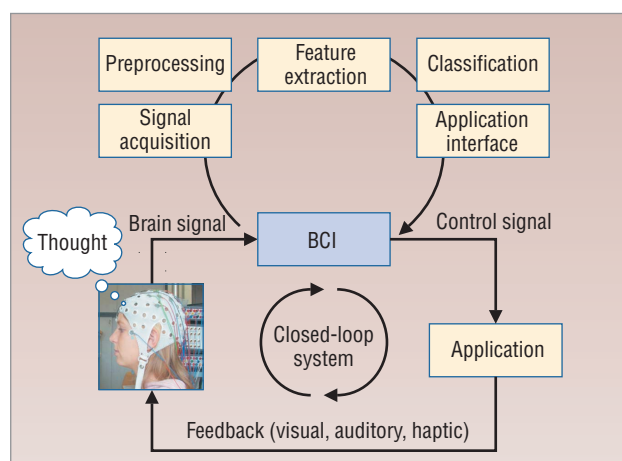 Preprocessing
Feature
extraction
Classification
Signal
acquisition
Application
interface
Thought
Brain signal
BCI
Control signal
Closed-loop
system
Application
Feedback (visual, auditory, haptic)